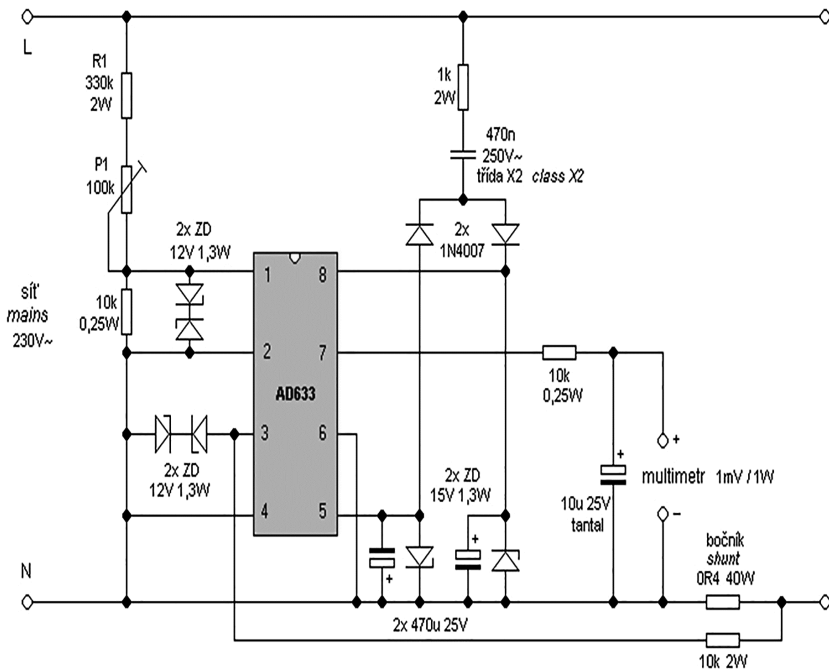 L
R1
330k
2W
P1
100k
1k
2W
470n
250V~
třída X2 class X2
2x
1N4007
2x ZD
12V 1,3W
síť
mains
230V~
10k
0,25W
1
2
3
4
8
7
6
5
AD633
2x ZD
12V 1,3W
10k
0,25W
2x ZD
15V 1,3W
+
+
+
10u 25V
tantal
+
multimetr 1mV / 1W
−
bočník
shunt
0R4 40W
N
2x 470u 25V
10k 2W